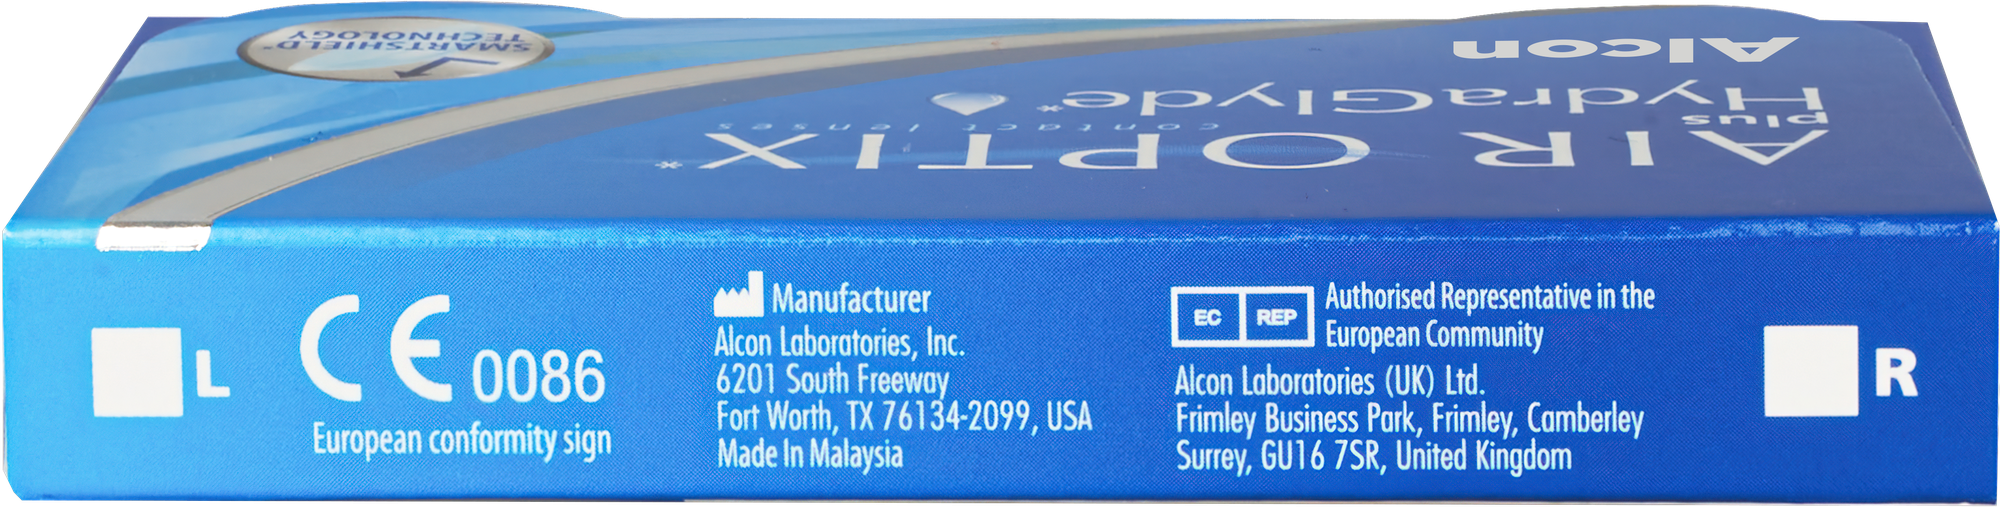 SMARTSHIELD*
TECHNOLOGY
Alcon
AIR OPTIX*
contact lenses
plus
HydraGlyde*
L
CE 0086
European conformity sign
Manufacturer
Alcon Laboratories, Inc.
6201 South Freeway
Fort Worth, TX 76134-2099, USA
Made In Malaysia
EC REP
Authorised Representative in the
European Community
Alcon Laboratories (UK) Ltd.
Frimley Business Park, Frimley, Camberley
Surrey, GU16 7SR, United Kingdom
R